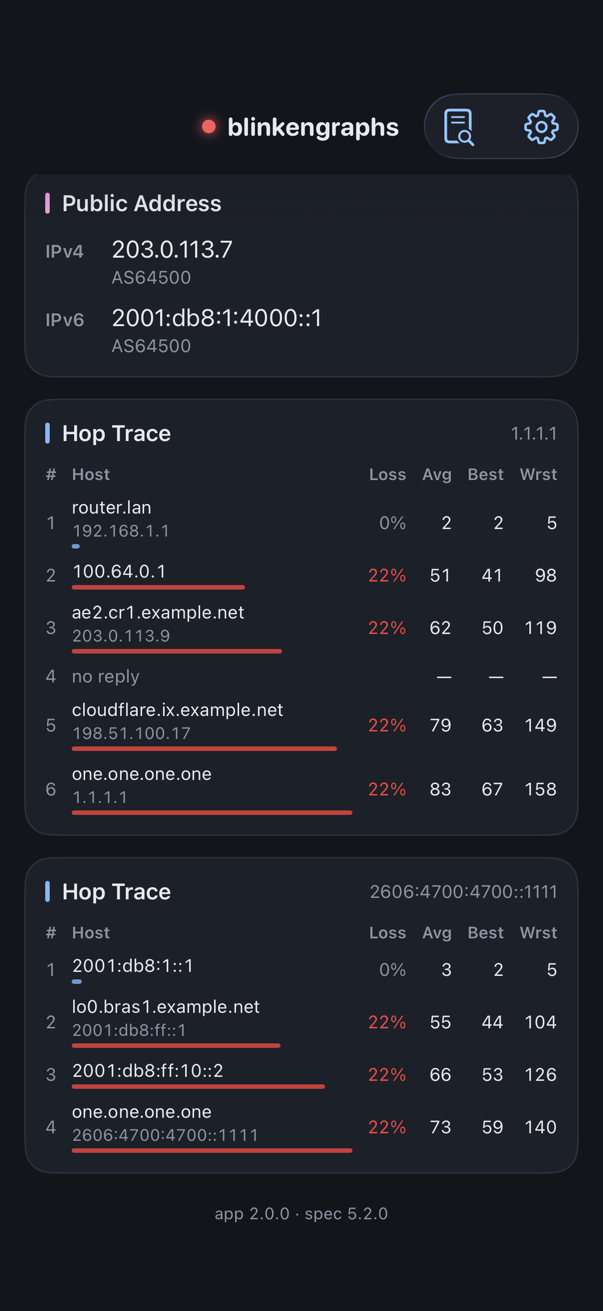 blinkengraphs
Public Address
IPv4 203.0.113.7
AS64500
IPv6 2001:db8:1:4000::1
AS64500
Hop Trace 1.1.1.1
# Host Loss Avg Best Wrst
1 router.lan 0% 2 2 5
192.168.1.1
2 100.64.0.1 22% 51 41 98
3 ae2.cr1.example.net 22% 62 50 119
203.0.113.9
4 no reply — — —
5 cloudflare.ix.example.net 22% 79 63 149
198.51.100.17
6 one.one.one.one 22% 83 67 158
1.1.1.1
Hop Trace 2606:4700:4700::1111
# Host Loss Avg Best Wrst
1 2001:db8:1::1 0% 3 2 5
2 lo0.bras1.example.net 22% 55 44 104
2001:db8:ff::1
3 2001:db8:ff:10::2 22% 66 53 126
4 one.one.one.one 22% 73 59 140
2606:4700:4700::1111
app 2.0.0 · spec 5.2.0